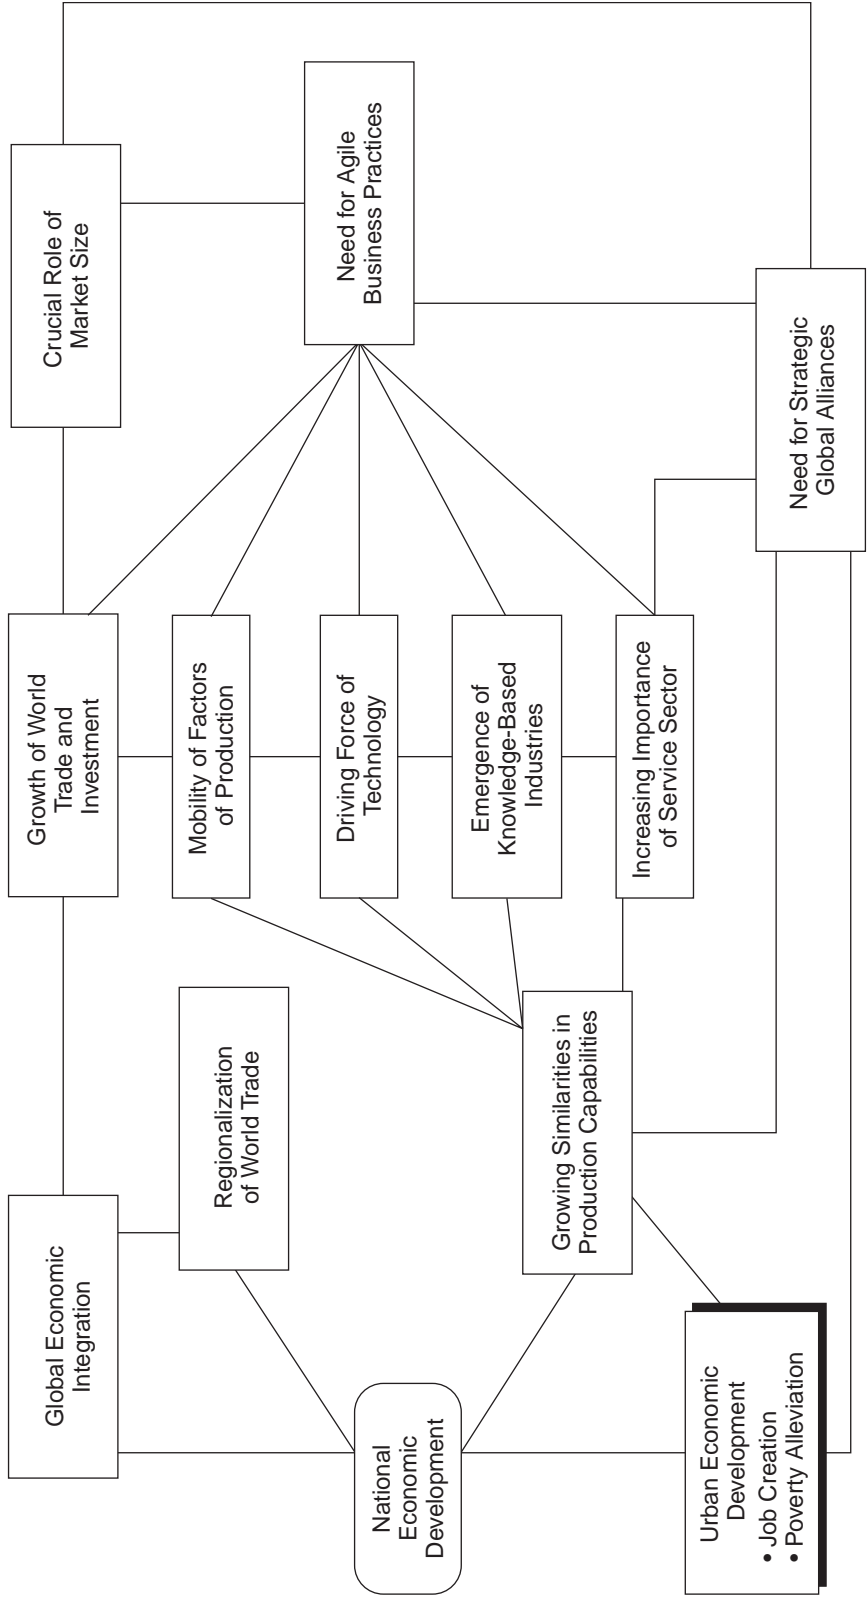 Global Economic
Integration
Growth of World
Trade and
Investment
Crucial Role of
Market Size
Regionalization
of World Trade
Mobility of Factors
of Production
Need for Agile
Business Practices
National
Economic
Development
Driving Force of
Technology
Growing Similarities in
Production Capabilities
Emergence of
Knowledge-Based
Industries
Increasing Importance
of Service Sector
Urban Economic
Development
• Job Creation
• Poverty Alleviation
Need for Strategic
Global Alliances